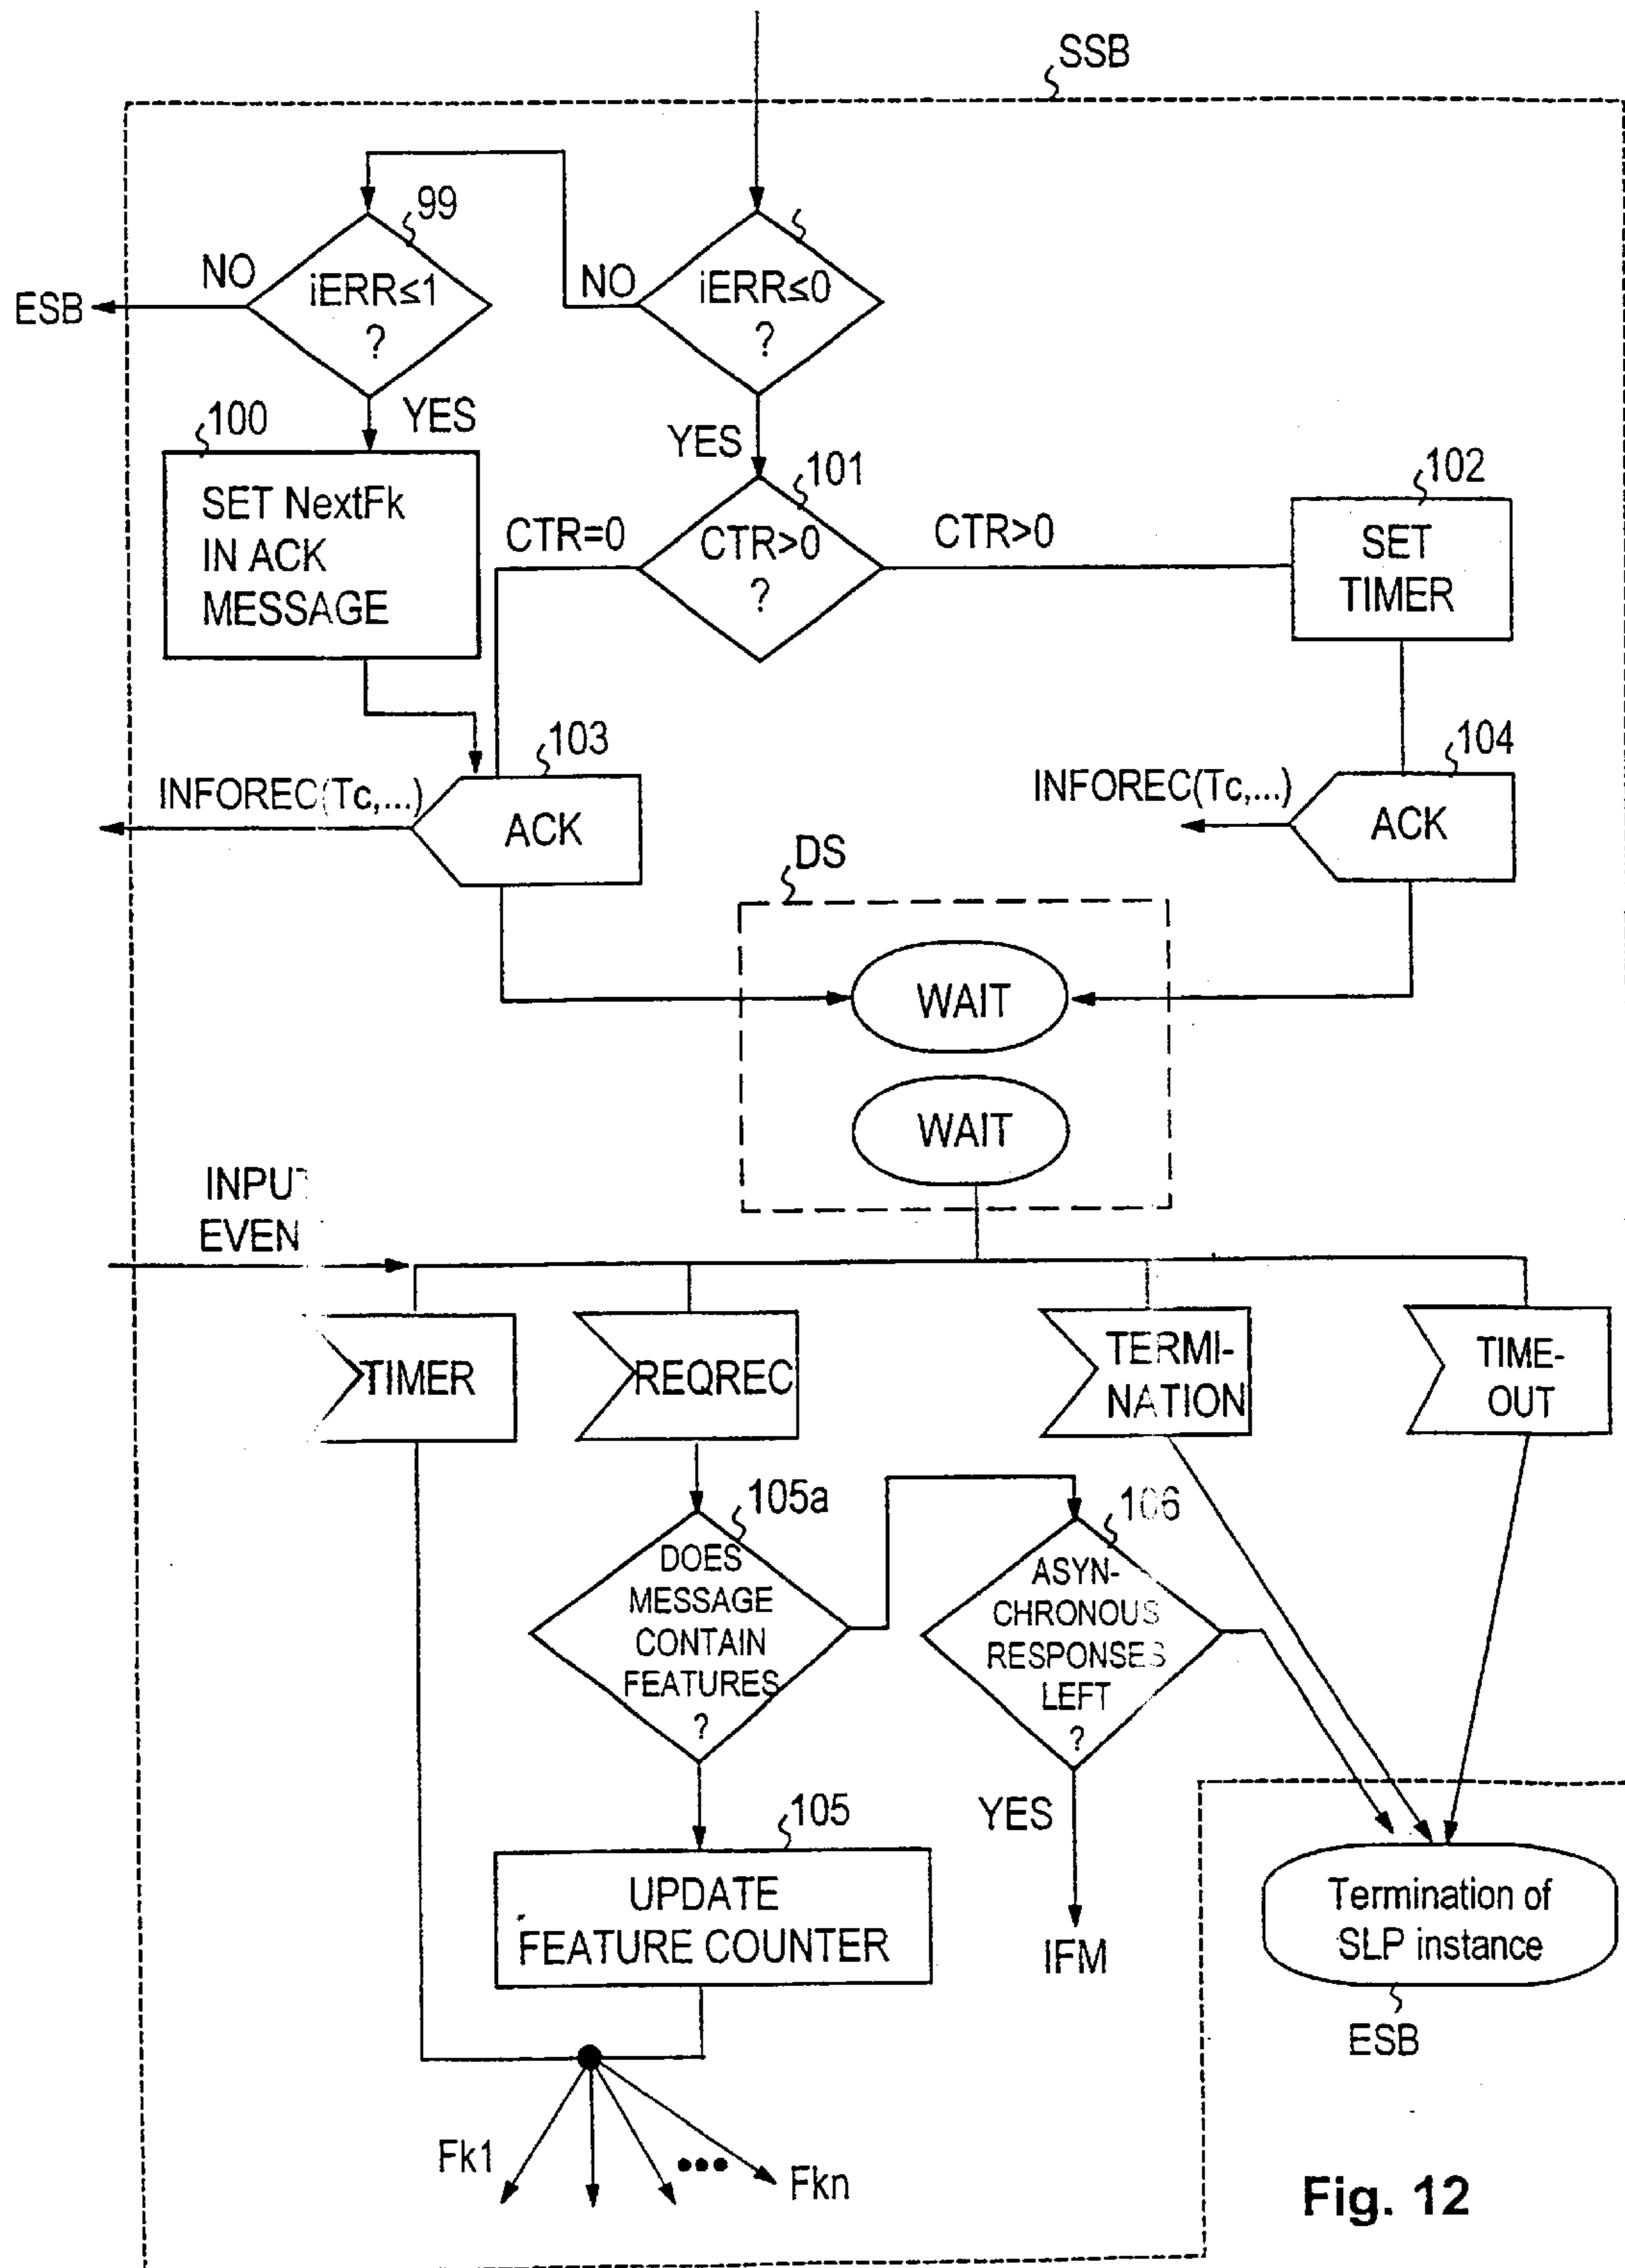 SSB
99
NO
iERR≤1
?
ESB
NO
iERR≤0
?
YES
YES
100
SET NextFk
IN ACK
MESSAGE
101
CTR=0
CTR>0
?
CTR>0
102
SET
TIMER
103
INFOREC(Tc,...)
ACK
104
INFOREC(Tc,...)
ACK
DS
WAIT
WAIT
INPU
EVEN
TIMER
REQREC
TERMI-
NATION
TIME-
OUT
105a
DOES
MESSAGE
CONTAIN
FEATURES
?
106
ASYN-
CHRONOUS
RESPONSES
LEFT
?
YES
IFM
105
UPDATE
FEATURE COUNTER
Termination of
SLP instance
ESB
Fk1
•••
Fkn
Fig. 12